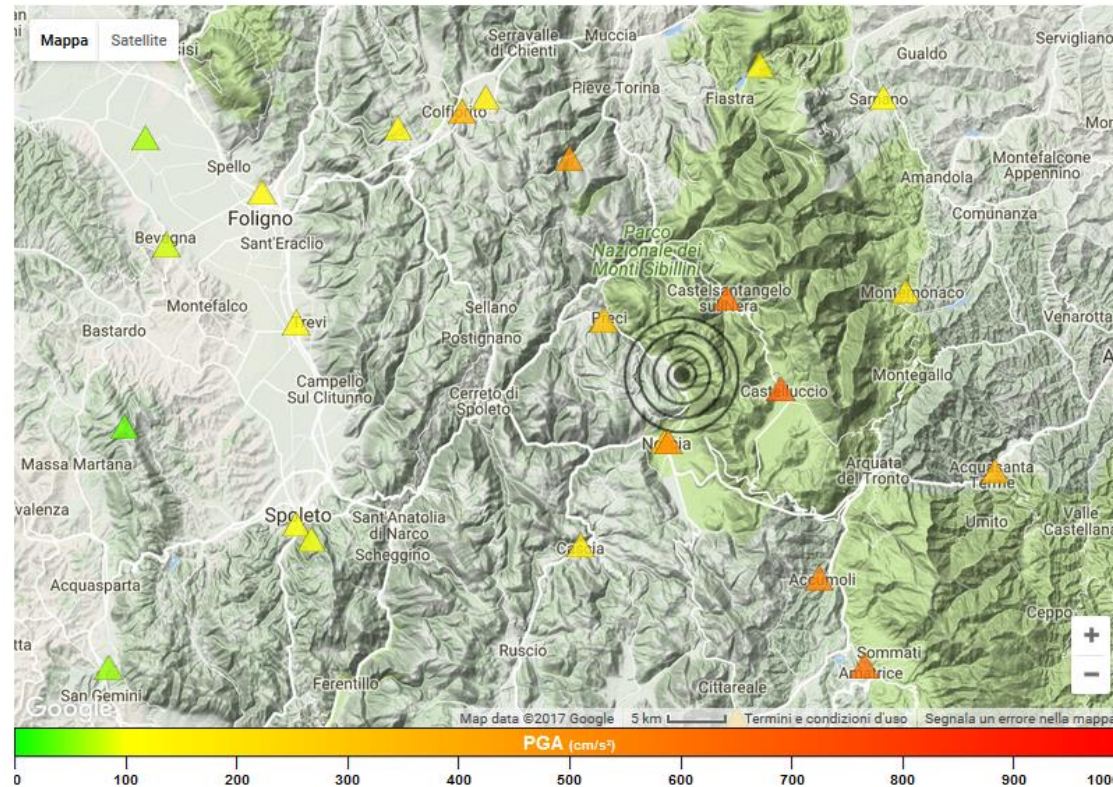 Mappa
Satellite
Serravalle
di Chienti
Muccia
Gualdo
Servigliano
Pieve Torina
Fiastra
Sarnano
Colfiorito
Spello
Montefalcone
Appennino
Amandola
Comunanza
Foligno
Bevagna
Sant'Eraclio
Parco
Nazionale dei
Monti Sibillini
Castelsantangelo
sul Nera
Montemonaco
Montefalco
Sellano
Preci
Venarotta
Bastardo
Trevi
Postignano
Montegallo
Campello
Sul Clitunno
Cerreto di
Spoleto
Castelluccio
Norcia
Massa Martana
Arquata
del Tronto
Acquasanta
Terme
Spoleto
Sant'Anatolia
di Narco
Scheggino
Umito
Valle
Castellana
Cascia
Acquasparta
Accumoli
Ceppo
Ruscio
Sommati
Amatrice
San Gemini
Ferentillo
Cittareale
Google
Map data ©2017 Google
5 km
Termini e condizioni d'uso
Segnala un errore nella mappa
+
−
PGA (cm/s²)
0 100 200 300 400 500 600 700 800 900 1000